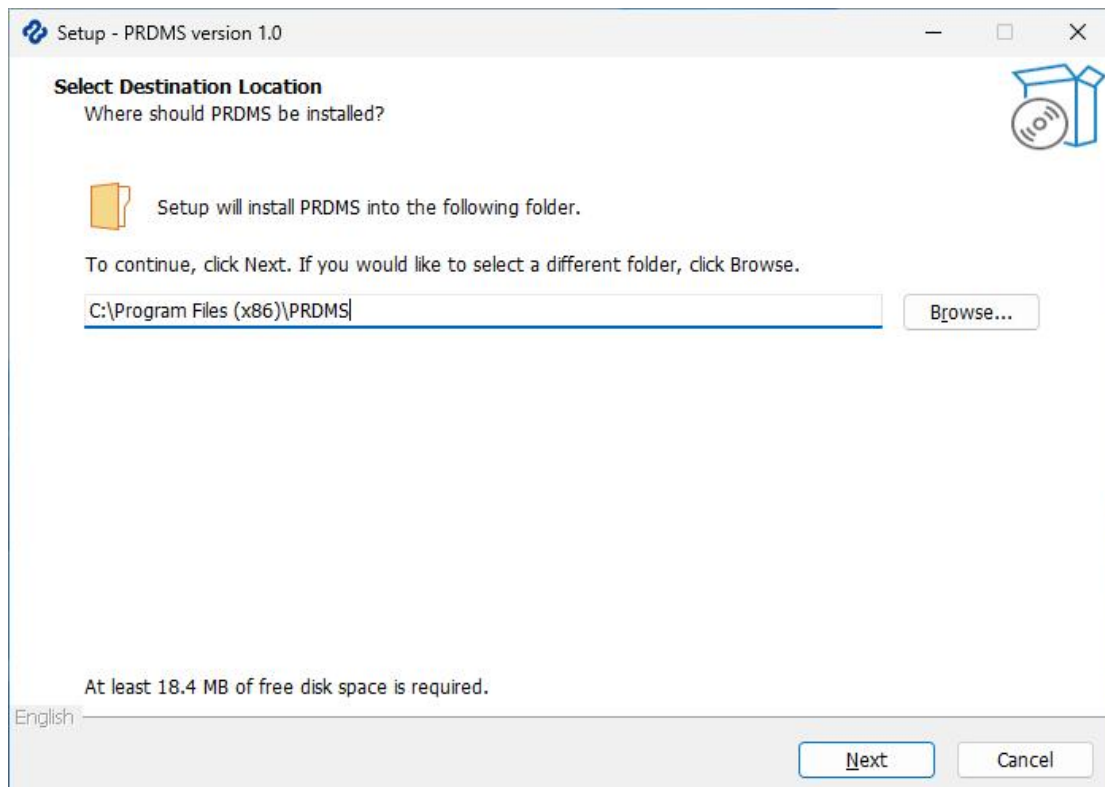 Setup - PRDMS version 1.0
Select Destination Location
Where should PRDMS be installed?
Setup will install PRDMS into the following folder.
To continue, click Next. If you would like to select a different folder, click Browse.
C:\Program Files (x86)\PRDMS
Browse...
At least 18.4 MB of free disk space is required.
English
Next
Cancel